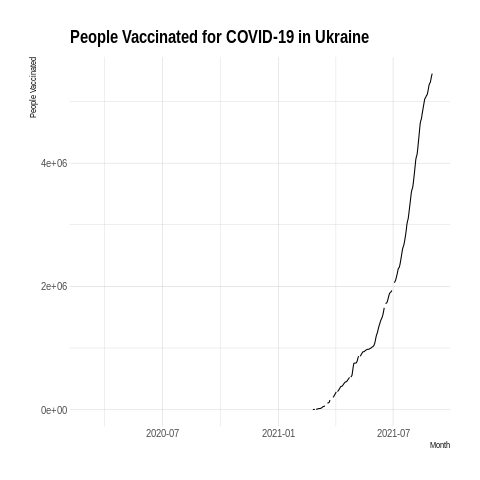 People Vaccinated for COVID-19 in Ukraine
People Vaccinated
4e+06
2e+06
0e+00
2020-07 2021-01 2021-07
Month